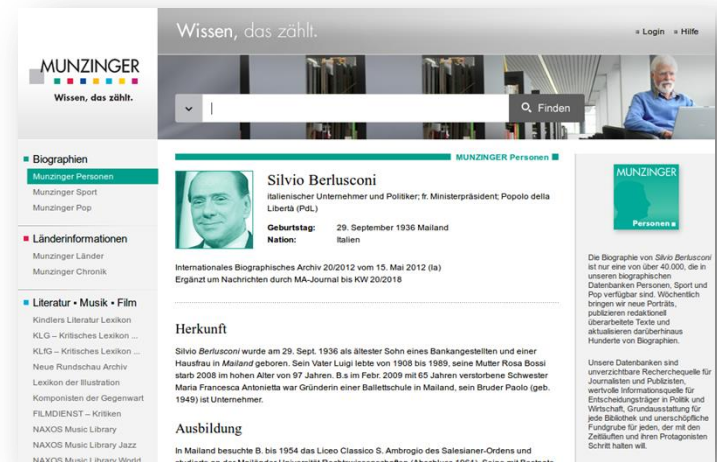 Wissen, das zählt.
Login
Hilfe
MUNZINGER
Wissen, das zählt.
Finden
Biographien
Munzinger Personen
Munzinger Sport
Munzinger Pop
Länderinformationen
Munzinger Länder
Munzinger Chronik
Literatur • Musik • Film
Kindlers Literatur Lexikon
KLG – Kritisches Lexikon ...
KLfG – Kritisches Lexikon ...
Neue Rundschau Archiv
Lexikon der Illustration
Komponisten der Gegenwart
FILMDIENST – Kritiken
NAXOS Music Library
NAXOS Music Library Jazz
NAXOS Music Library World
MUNZINGER Personen
Silvio Berlusconi
italienischer Unternehmer und Politiker; fr. Ministerpräsident; Popolo della
Libertà (PdL)
Geburtstag: 29. September 1936 Mailand
Nation: Italien
Internationales Biographisches Archiv 20/2012 vom 15. Mai 2012 (la)
Ergänzt um Nachrichten durch MA-Journal bis KW 20/2018
Herkunft
Silvio Berlusconi wurde am 29. Sept. 1936 als ältester Sohn eines Bankangestellten und einer
Hausfrau in Mailand geboren. Sein Vater Luigi lebte von 1908 bis 1989, seine Mutter Rosa Bossi
starb 2008 im hohen Alter von 97 Jahren. B.s im Febr. 2009 mit 65 Jahren verstorbene Schwester
Maria Francesca Antonietta war Gründerin einer Ballettschule in Mailand, sein Bruder Paolo (geb.
1949) ist Unternehmer.
Ausbildung
In Mailand besuchte B. bis 1954 das Liceo Classico S. Ambrogio des Salesianer-Ordens und
MUNZINGER
Personen
Die Biographie von Silvio Berlusconi
ist nur eine von über 40.000, die in
unseren biographischen
Datenbanken Personen, Sport und
Pop verfügbar sind. Wöchentlich
bringen wir neue Porträts,
publizieren redaktionell
überarbeitete Texte und
aktualisieren darüberhinaus
Hunderte von Biographien.
Unsere Datenbanken sind
unverzichtbare Recherchequelle für
Journalisten und Publizisten,
wertvolle Informationsquelle für
Entscheidungsträger in Politik und
Wirtschaft, Grundausstattung für
jede Bibliothek und unerschöpfliche
Fundgrube für jeden, der mit den
Zeitläuften und ihren Protagonisten
Schritt halten will.